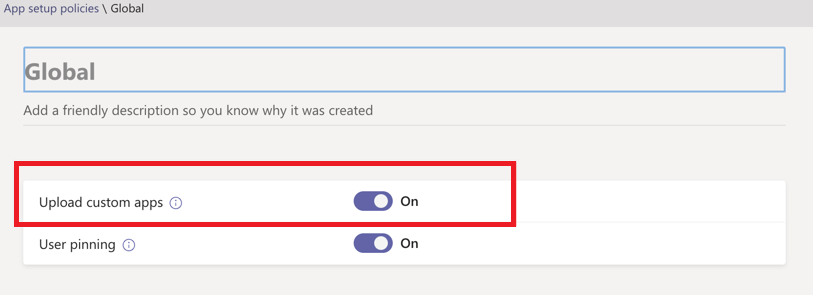 App setup policies \ Global
Global
Add a friendly description so you know why it was created
Upload custom apps On
User pinning On